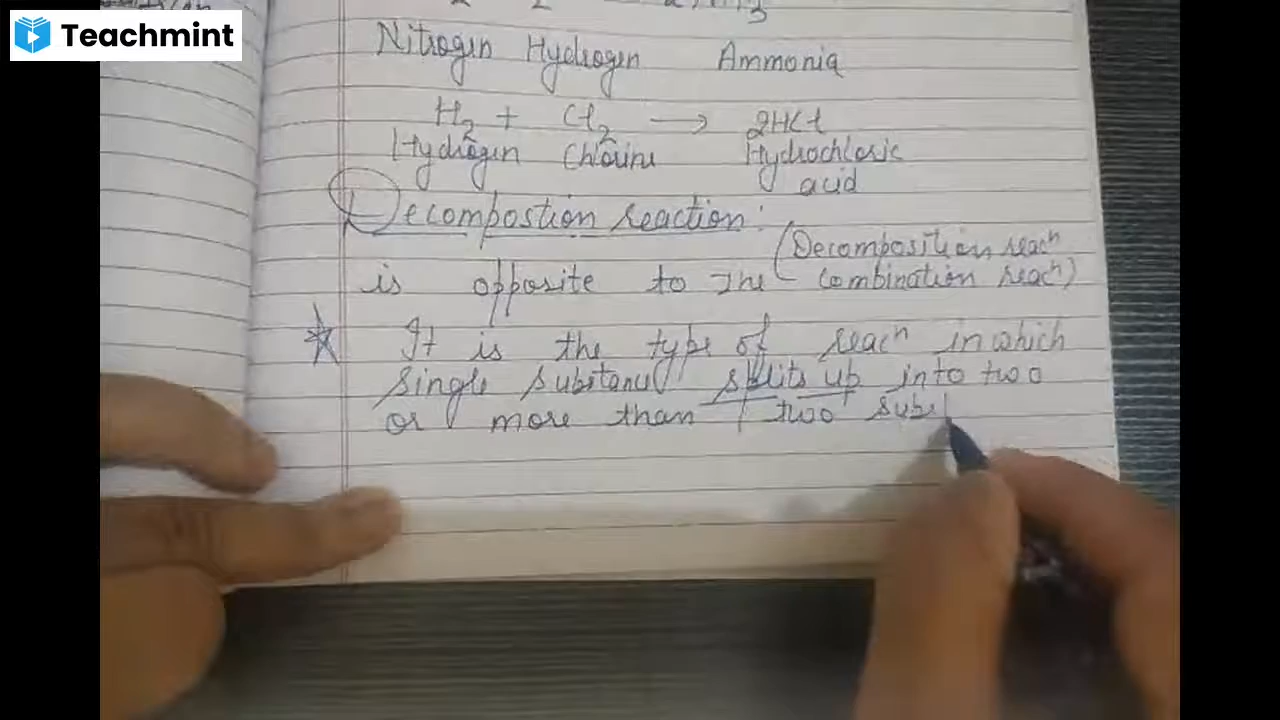 Teachmint
Nitrogen Hydrogen Ammonia
H2 + Cl2 → 2HCl
Hydrogen Chlorine Hydrochloric
acid
Decompostion reaction:
(Decomposition reacⁿ
is opposite to the combination reacⁿ)
It is the type of reacⁿ in which
single substance splits up into two
or more than two subs